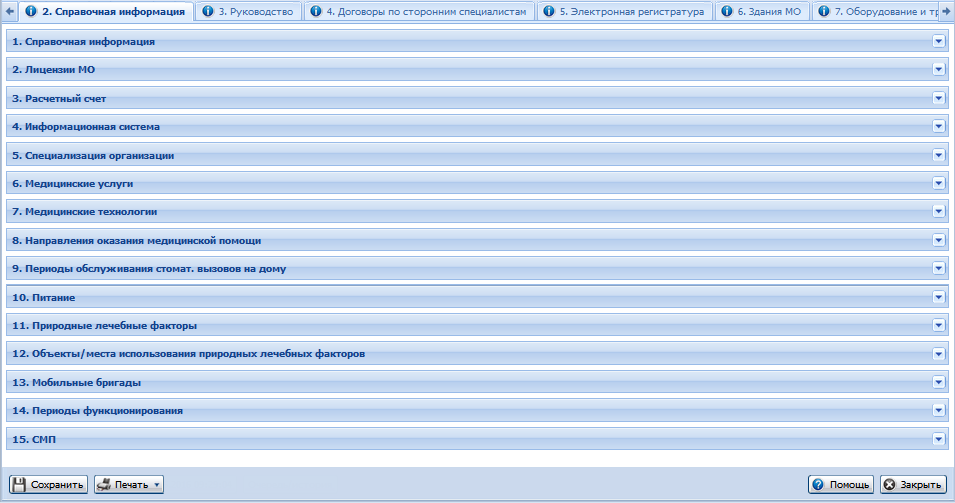 2. Справочная информация
3. Руководство
4. Договоры по сторонним специалистам
5. Электронная регистратура
6. Здания МО
7. Оборудование и
1. Справочная информация
2. Лицензии МО
3. Расчетный счет
4. Информационная система
5. Специализация организации
6. Медицинские услуги
7. Медицинские технологии
8. Направления оказания медицинской помощи
9. Периоды обслуживания стомат. вызовов на дому
10. Питание
11. Природные лечебные факторы
12. Объекты/места использования природных лечебных факторов
13. Мобильные бригады
14. Периоды функционирования
15. СМП
Сохранить
Печать
Помощь
Закрыть